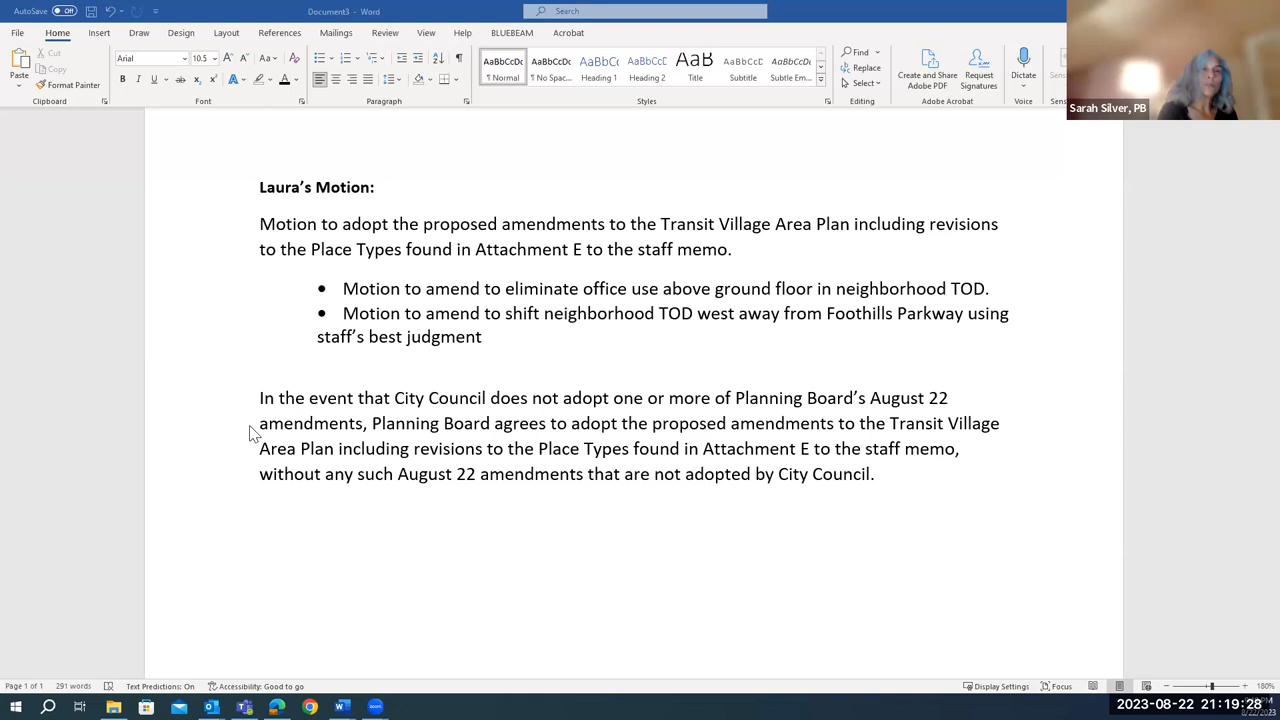 AutoSave Off
Document3 - Word
Search
File Home Insert Draw Design Layout References Mailings Review View Help BLUEBEAM Acrobat
Paste
Cut
Copy
Format Painter
Clipboard
Arial 10.5
Font
Paragraph
AaBbCcDc AaBbCcDc AaBbCc AaBbCcD AaB AaBbCcD AaBbCcDc
¶ Normal ¶ No Spac... Heading 1 Heading 2 Title Subtitle Subtle Em...
Styles
Find
Replace
Select
Editing
Create and Share
Adobe PDF
Request
Signatures
Adobe Acrobat
Dictate
Voice
Sens
Sarah Silver, PB
Laura's Motion:
Motion to adopt the proposed amendments to the Transit Village Area Plan including revisions
to the Place Types found in Attachment E to the staff memo.
• Motion to amend to eliminate office use above ground floor in neighborhood TOD.
• Motion to amend to shift neighborhood TOD west away from Foothills Parkway using
staff's best judgment
In the event that City Council does not adopt one or more of Planning Board's August 22
amendments, Planning Board agrees to adopt the proposed amendments to the Transit Village
Area Plan including revisions to the Place Types found in Attachment E to the staff memo,
without any such August 22 amendments that are not adopted by City Council.
Page 1 of 1 291 words Text Predictions: On Accessibility: Good to go Display Settings Focus 180%
2023-08-22 21:19:28